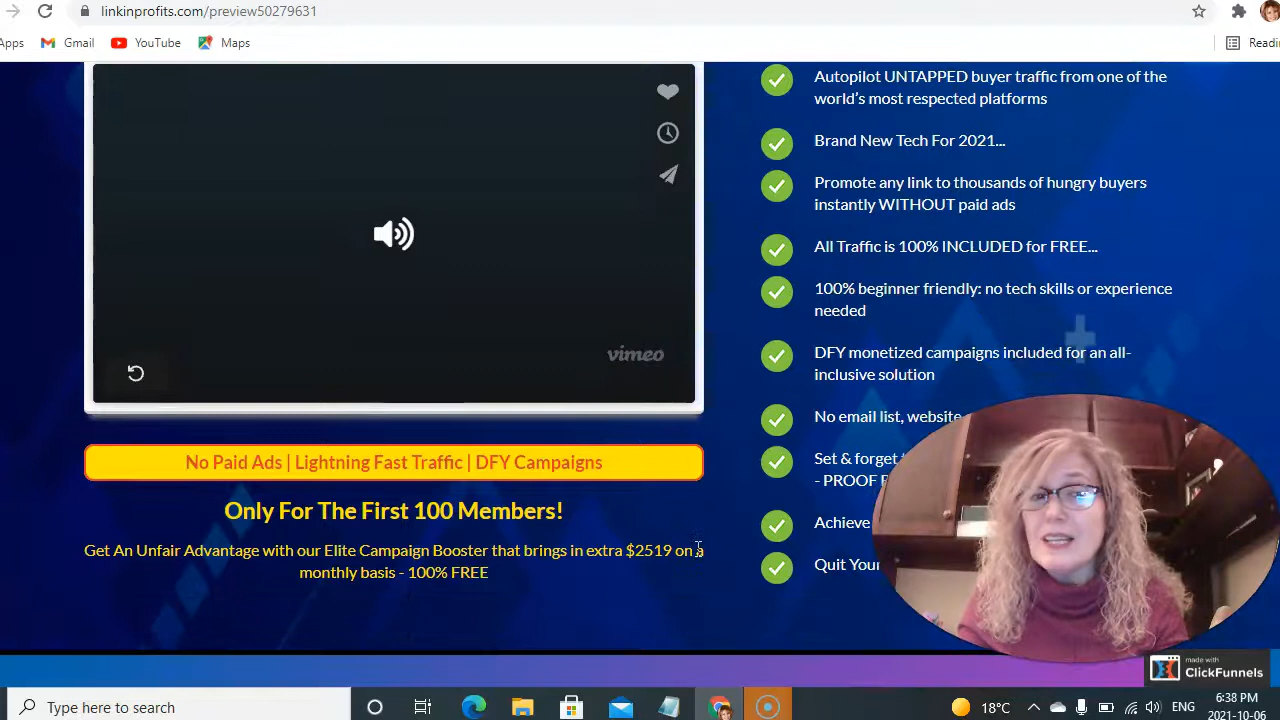 linkinprofits.com/preview50279631
Apps
Gmail
YouTube
Maps
Readi
vimeo
No Paid Ads | Lightning Fast Traffic | DFY Campaigns
Only For The First 100 Members!
Get An Unfair Advantage with our Elite Campaign Booster that brings in extra $2519 on a
monthly basis - 100% FREE
Autopilot UNTAPPED buyer traffic from one of the
world's most respected platforms
Brand New Tech For 2021...
Promote any link to thousands of hungry buyers
instantly WITHOUT paid ads
All Traffic is 100% INCLUDED for FREE...
100% beginner friendly: no tech skills or experience
needed
DFY monetized campaigns included for an all-
inclusive solution
No email list, website
Set & forget
- PROOF
Achieve
Quit Your
made with
ClickFunnels
Type here to search
18°C
ENG
6:38 PM
2021-10-06